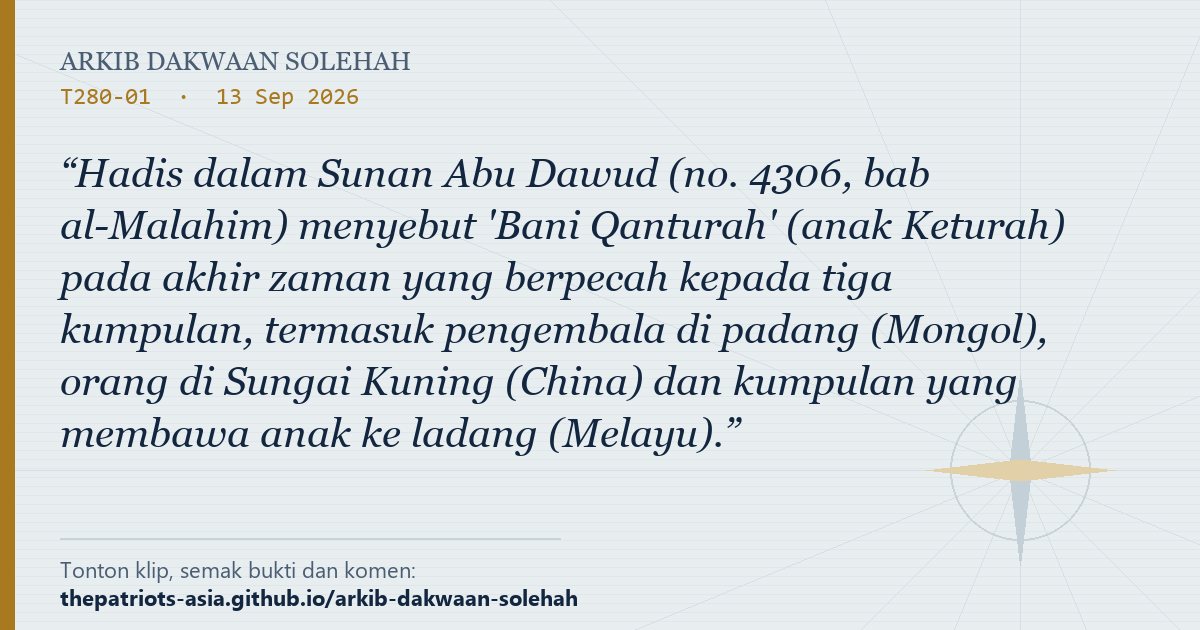 ARKIB DAKWAAN SOLEHAH
T280-01 · 13 Sep 2026
“Hadis dalam Sunan Abu Dawud (no. 4306, bab
al-Malahim) menyebut 'Bani Qanturah' (anak Keturah)
pada akhir zaman yang berpecah kepada tiga
kumpulan, termasuk pengembala di padang (Mongol),
orang di Sungai Kuning (China) dan kumpulan yang
membawa anak ke ladang (Melayu).”
Tonton klip, semak bukti dan komen:
thepatriots-asia.github.io/arkib-dakwaan-solehah